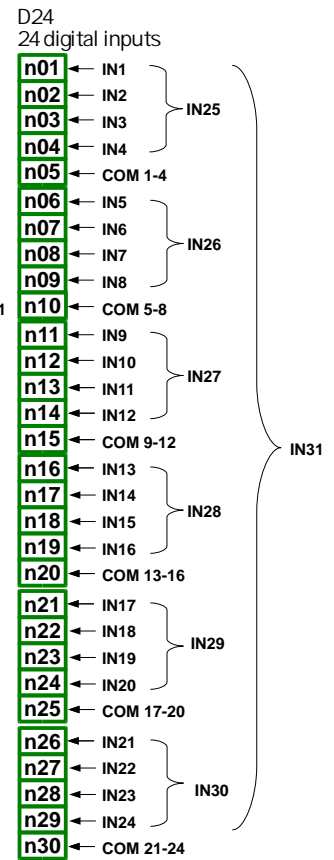 D24
24 digital inputs
n01 IN1
n02 IN2
IN25
n03 IN3
n04 IN4
n05 COM 1-4
n06 IN5
n07 IN6
IN26
n08 IN7
n09 IN8
1 n10 COM 5-8
n11 IN9
n12 IN10
IN27
n13 IN11
n14 IN12
n15 COM 9-12
IN31
n16 IN13
n17 IN14
IN28
n18 IN15
n19 IN16
n20 COM 13-16
n21 IN17
n22 IN18
IN29
n23 IN19
n24 IN20
n25 COM 17-20
n26 IN21
n27 IN22
IN30
n28 IN23
n29 IN24
n30 COM 21-24